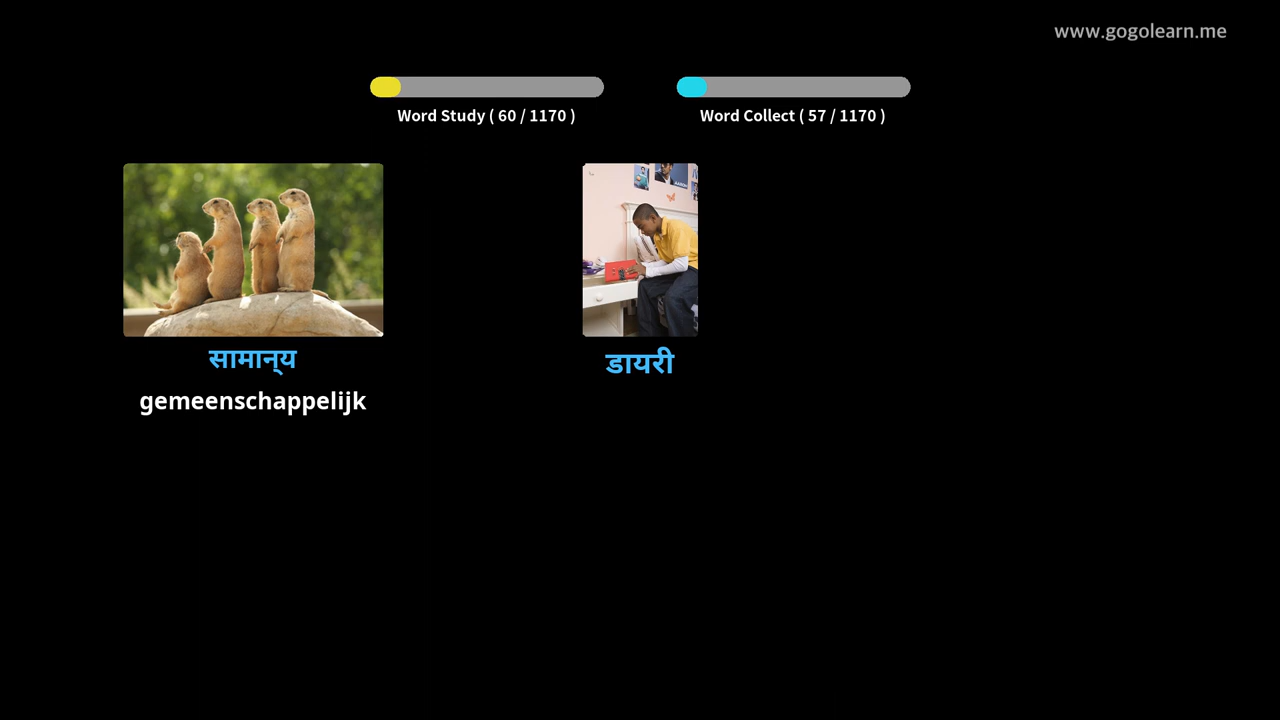 www.gogolearn.me
Word Study ( 60 / 1170 )
Word Collect ( 57 / 1170 )
सामान्य
डायरी
gemeenschappelijk